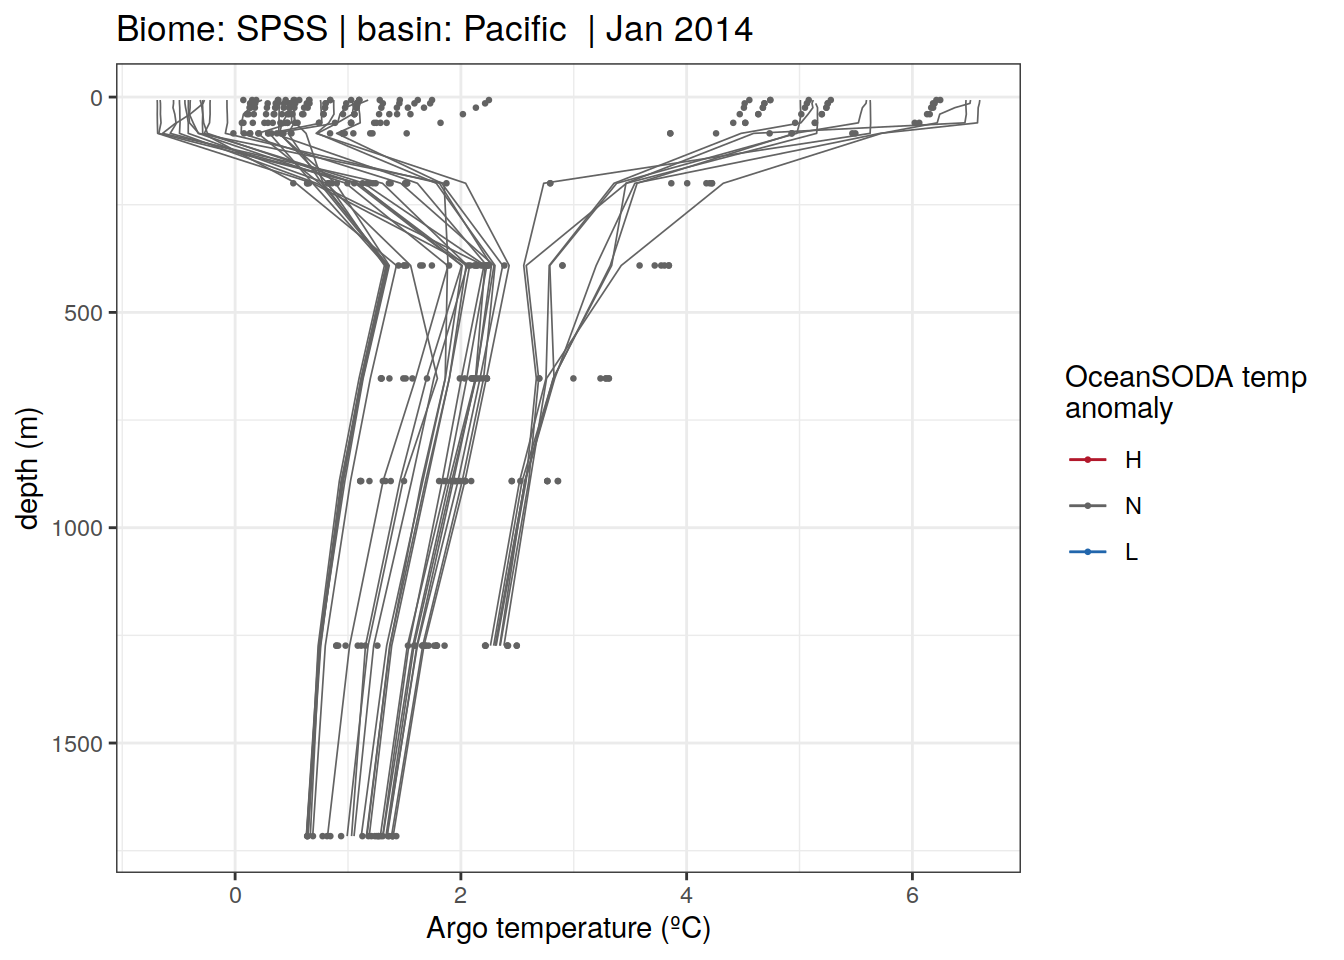 Biome: SPSS | basin: Pacific  | Jan 2014
0
500
1000
1500
depth (m)
0
2
4
6
Argo temperature (ºC)
OceanSODA temp
anomaly
H
N
L